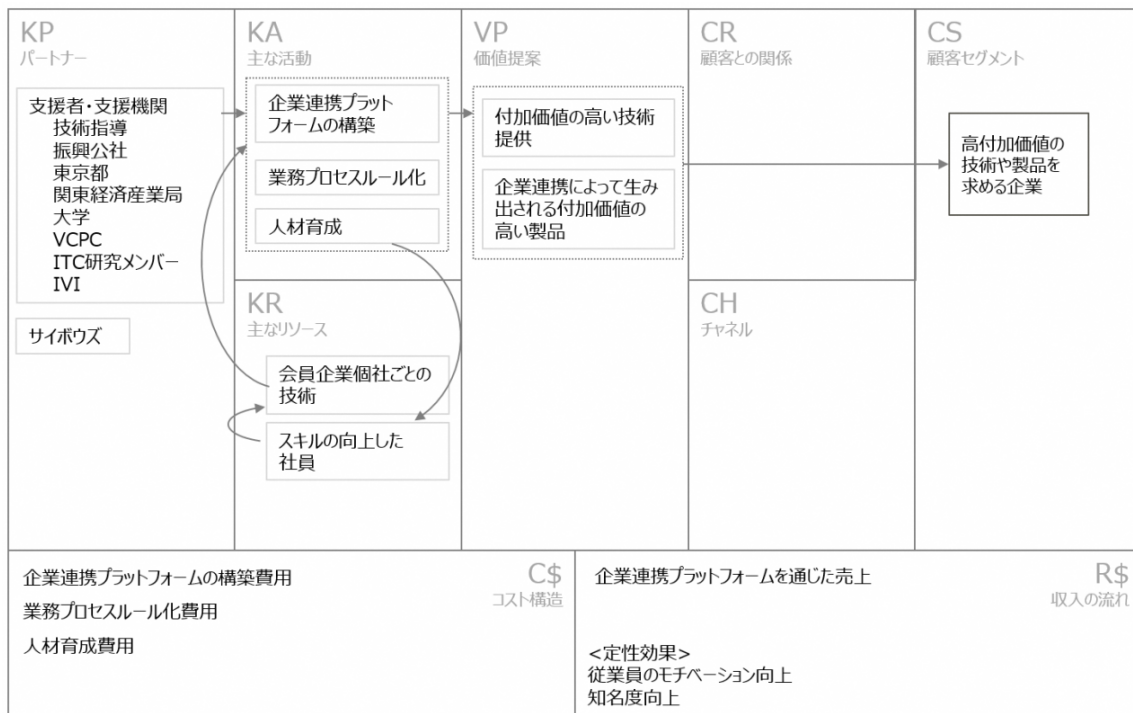 KP
パートナー
支援者・支援機関
技術指導
振興公社
東京都
関東経済産業局
大学
VCPC
ITC研究メンバー
IVI
サイボウズ
KA
主な活動
企業連携プラット
フォームの構築
業務プロセスルール化
人材育成
KR
主なリソース
会員企業個社ごとの
技術
スキルの向上した
社員
VP
価値提案
付加価値の高い技術
提供
企業連携によって生み
出される付加価値の
高い製品
CR
顧客との関係
CH
チャネル
CS
顧客セグメント
高付加価値の
技術や製品を
求める企業
C$
コスト構造
企業連携プラットフォームの構築費用
業務プロセスルール化費用
人材育成費用
R$
収入の流れ
企業連携プラットフォームを通じた売上
<定性効果>
従業員のモチベーション向上
知名度向上